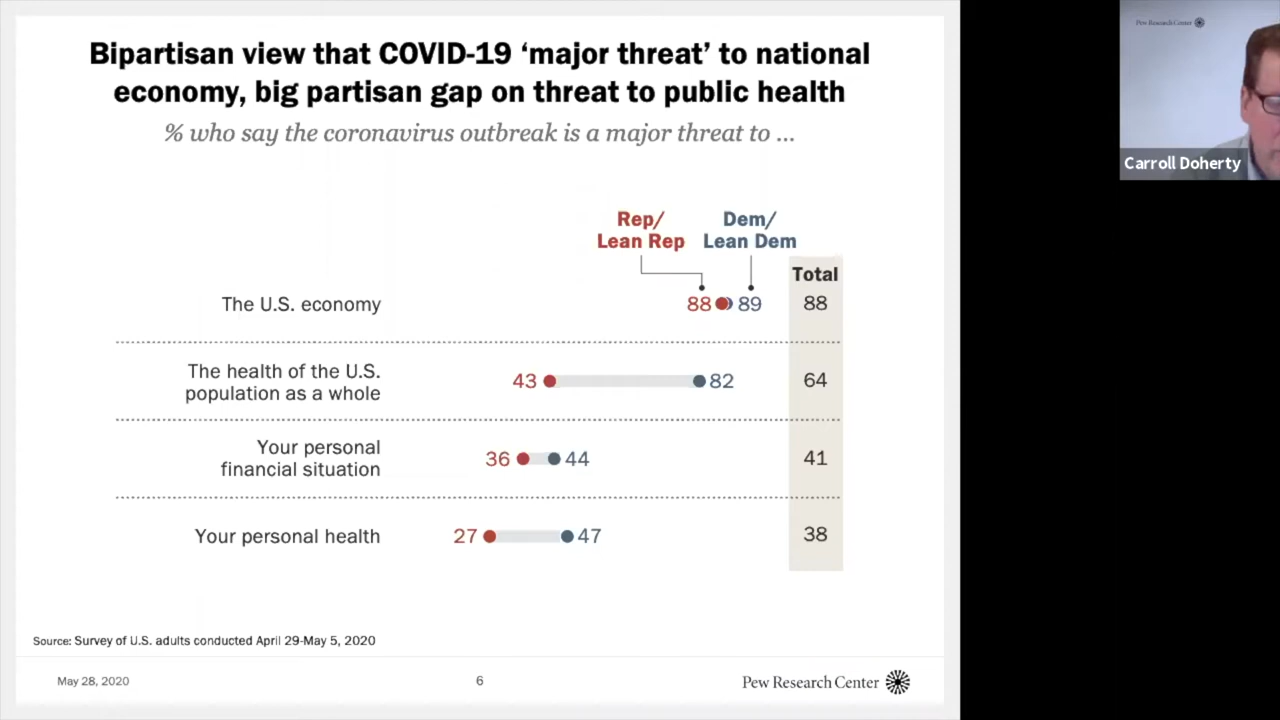 Bipartisan view that COVID-19 ‘major threat’ to national
economy, big partisan gap on threat to public health
% who say the coronavirus outbreak is a major threat to ...
Rep/
Lean Rep
Dem/
Lean Dem
Total
The U.S. economy
88
89
88
The health of the U.S.
population as a whole
43
82
64
Your personal
financial situation
36
44
41
Your personal health
27
47
38
Source: Survey of U.S. adults conducted April 29-May 5, 2020
May 28, 2020
6
Pew Research Center
Pew Research Center
Carroll Doherty